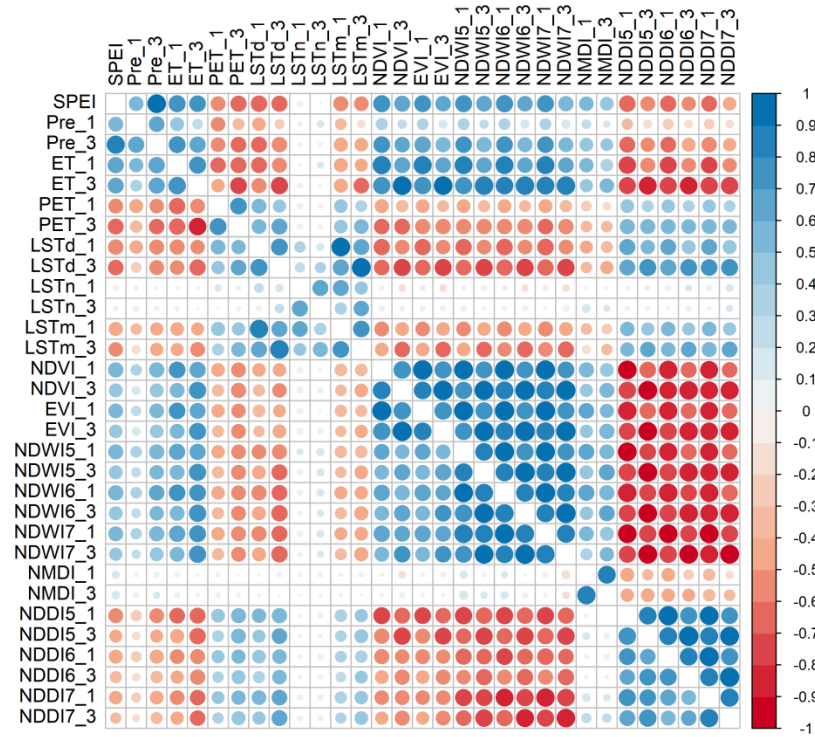 SPEI
Pre_1
Pre_3
ET_1
ET_3
PET_1
PET_3
LSTd_1
LSTd_3
LSTn_1
LSTn_3
LSTm_1
LSTm_3
NDVI_1
NDVI_3
EVI_1
EVI_3
NDWI5_1
NDWI5_3
NDWI6_1
NDWI6_3
NDWI7_1
NDWI7_3
NMDI_1
NMDI_3
NDDI5_1
NDDI5_3
NDDI6_1
NDDI6_3
NDDI7_1
NDDI7_3
SPEI
Pre_1
Pre_3
ET_1
ET_3
PET_1
PET_3
LSTd_1
LSTd_3
LSTn_1
LSTn_3
LSTm_1
LSTm_3
NDVI_1
NDVI_3
EVI_1
EVI_3
NDWI5_1
NDWI5_3
NDWI6_1
NDWI6_3
NDWI7_1
NDWI7_3
NMDI_1
NMDI_3
NDDI5_1
NDDI5_3
NDDI6_1
NDDI6_3
NDDI7_1
NDDI7_3
1
0.9
0.8
0.7
0.6
0.5
0.4
0.3
0.2
0.1
0
-0.1
-0.2
-0.3
-0.4
-0.5
-0.6
-0.7
-0.8
-0.9
-1